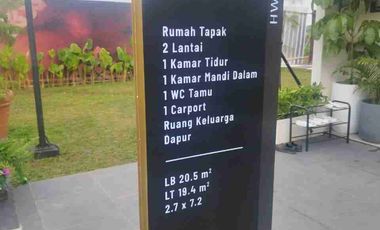 Rumah Tapak
2 Lantai
1 Kamar Tidur
1 Kamar Mandi Dalam
1 WC Tamu
1 Carport
Ruang Keluarga
Dapur
LB 20.5 m²
LT 19.4 m²
2.7 x 7.2